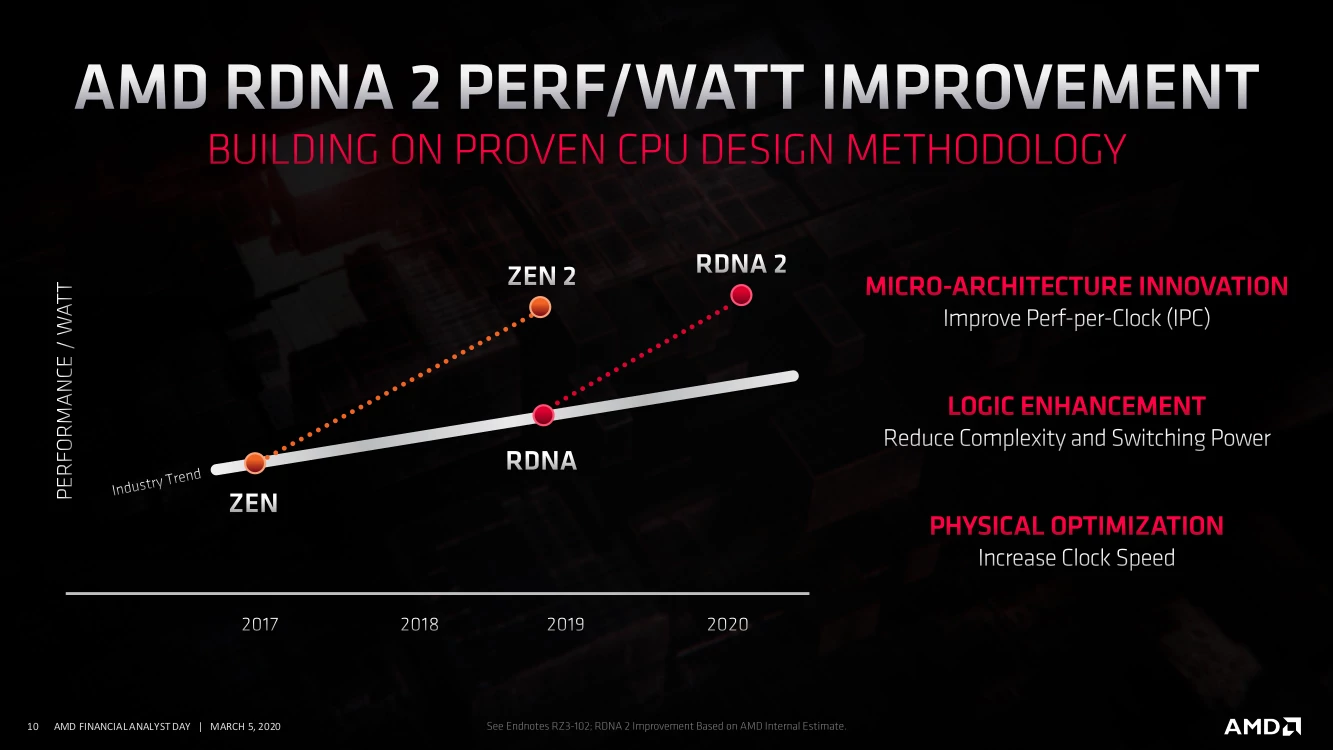 AMD RDNA 2 PERF/WATT IMPROVEMENT
BUILDING ON PROVEN CPU DESIGN METHODOLOGY
PERFORMANCE / WATT
ZEN 2
RDNA 2
RDNA
Industry Trend
ZEN
2017 2018 2019 2020
MICRO-ARCHITECTURE INNOVATION
Improve Perf-per-Clock (IPC)
LOGIC ENHANCEMENT
Reduce Complexity and Switching Power
PHYSICAL OPTIMIZATION
Increase Clock Speed
10 AMD FINANCIAL ANALYST DAY | MARCH 5, 2020
See Endnotes RZ3-102; RDNA 2 Improvement Based on AMD Internal Estimate.
AMD